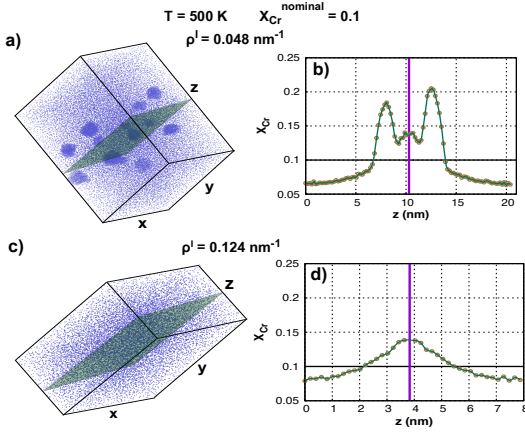 T = 500 K X_Cr^nominal = 0.1
a) ρ^I = 0.048 nm^-1
z
y
x
b)
0.25
0.2
0.15
0.1
0.05
X_Cr
0 5 10 15 20
z (nm)
c) ρ^I = 0.124 nm^-1
z
y
x
d)
0.25
0.2
0.15
0.1
0.05
X_Cr
0 1 2 3 4 5 6 7 8
z (nm)